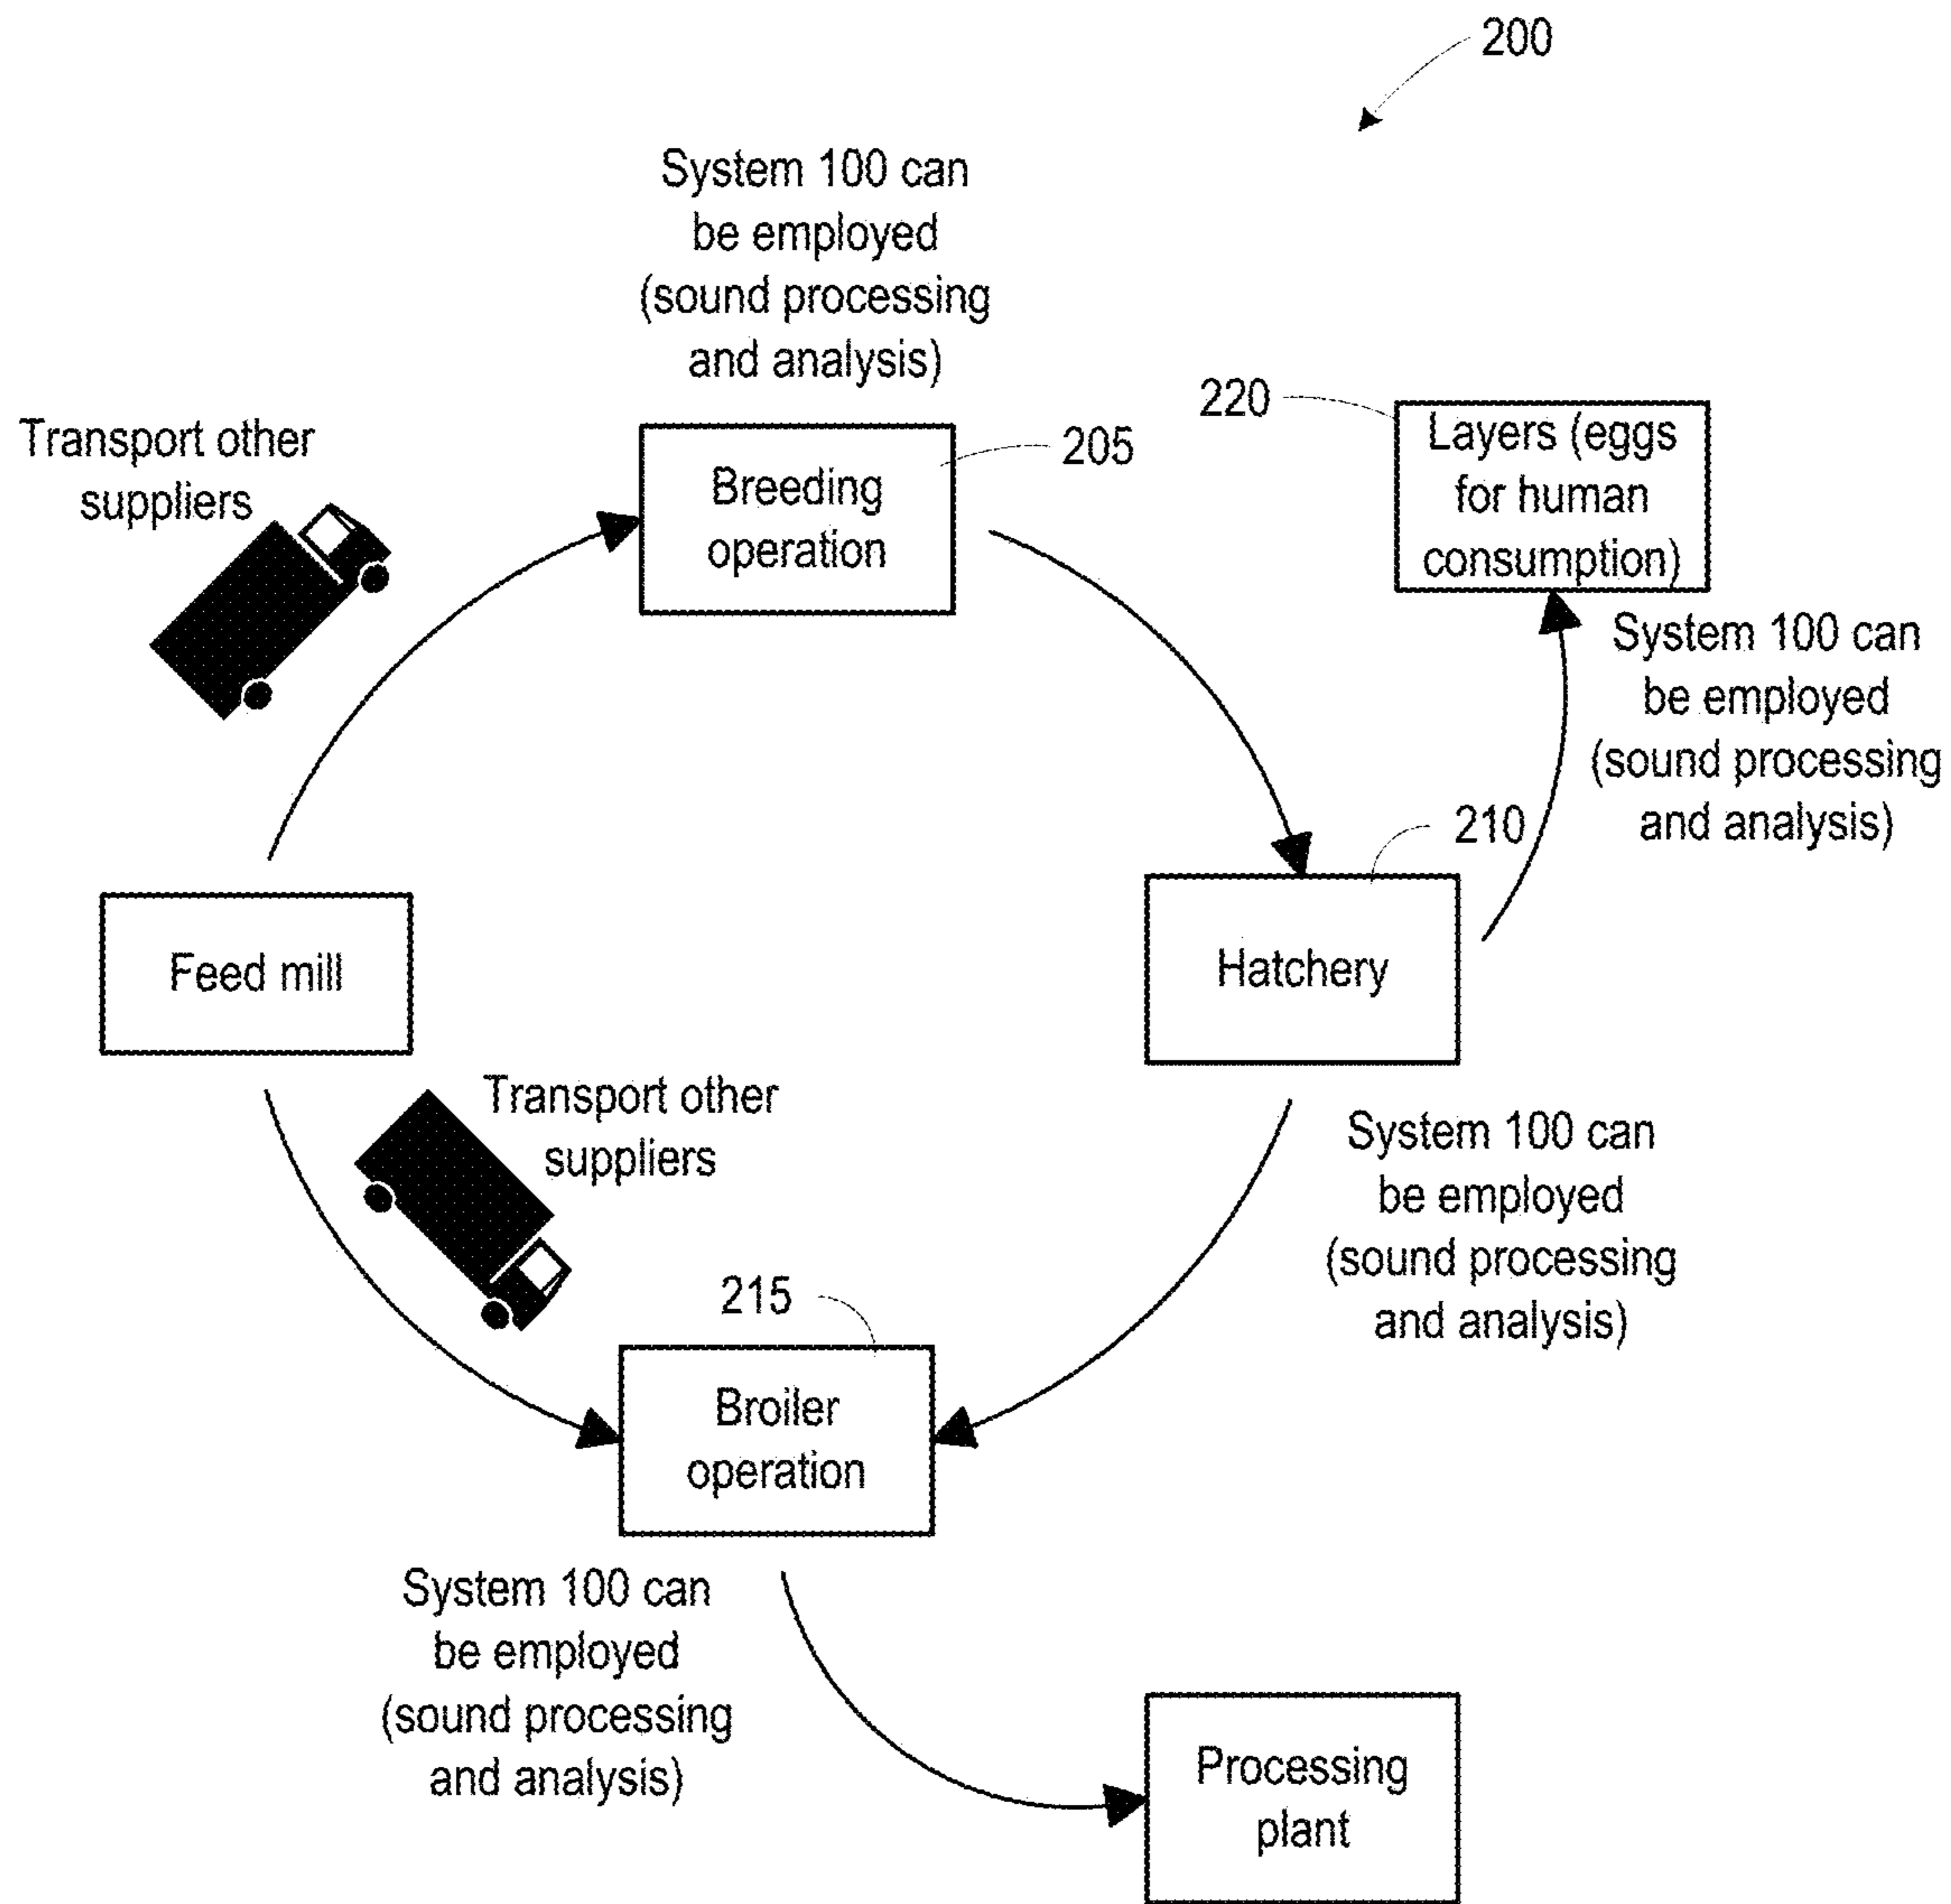 200
System 100 can
be employed
(sound processing
and analysis)
Transport other
suppliers
Breeding
operation
205
220
Layers (eggs
for human
consumption)
System 100 can
be employed
(sound processing
and analysis)
210
Feed mill
Hatchery
Transport other
suppliers
System 100 can
be employed
(sound processing
and analysis)
215
Broiler
operation
System 100 can
be employed
(sound processing
and analysis)
Processing
plant